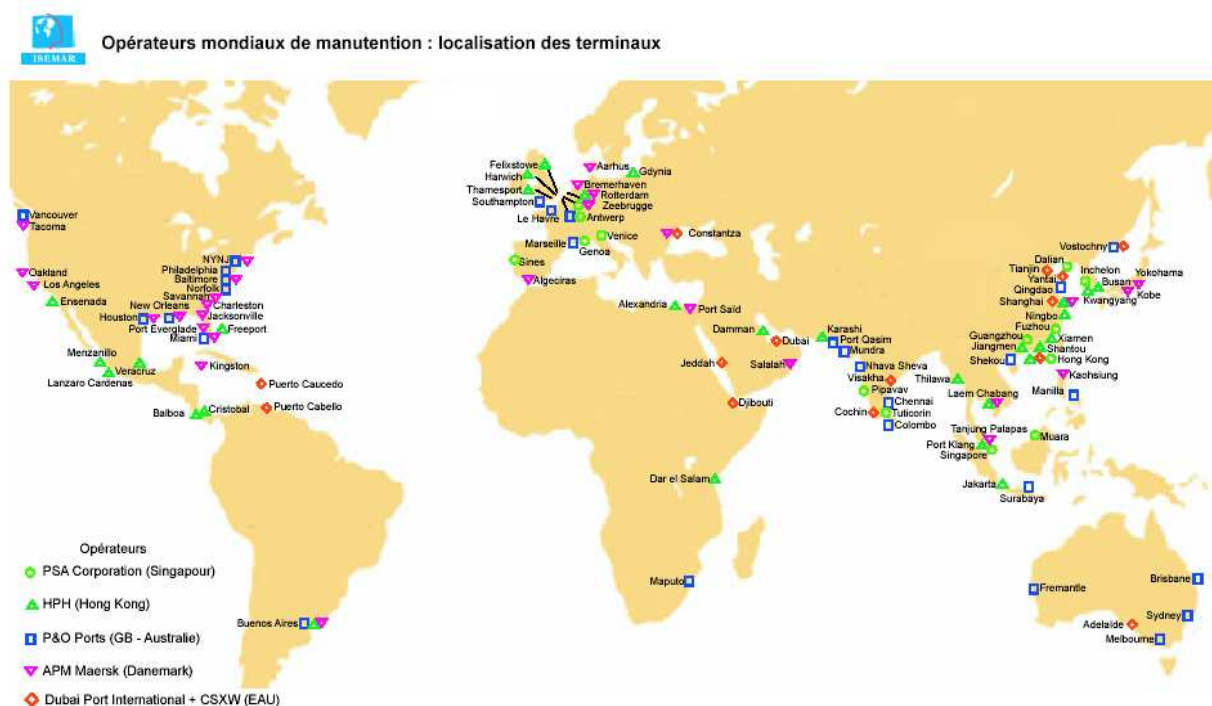 ISEMAR
Opérateurs mondiaux de manutention : localisation des terminaux
Felixstowe
Harwich
Thamesport
Southampton
Le Havre
Aarhus
Gdynia
Bremerhaven
Rotterdam
Zeebrugge
Antwerp
Venice
Marseille
Genoa
Constantza
Sines
Algeciras
Vancouver
Tacoma
Oakland
Los Angeles
Ensenada
NYNJ
Philadelphia
Baltimore
Norfolk
Savannah
Charleston
New Orleans
Jacksonville
Houston
Port Everglade
Freeport
Miami
Menzanillo
Veracruz
Lanzaro Cardenas
Kingston
Puerto Caucedo
Puerto Cabello
Balboa
Cristobal
Alexandria
Port Saïd
Damman
Dubai
Jeddah
Salalah
Djibouti
Karashi
Port Qasim
Mundra
Nhava Sheva
Visakha
Pipavav
Chennai
Cochin
Tuticorin
Colombo
Vostochny
Dalian
Tianjin
Yantai
Inchelon
Qingdao
Busan
Yokohama
Kobe
Shanghai
Kwangyang
Ningbo
Fuzhou
Guangzhou
Xiamen
Jiangmen
Shantou
Shekou
Hong Kong
Thilawa
Kaohsiung
Laem Chabang
Manilla
Tanjung Palapas
Muara
Port Klang
Singapore
Jakarta
Surabaya
Dar el Salam
Maputo
Buenos Aires
Fremantle
Brisbane
Sydney
Adelaïde
Melbourne
Opérateurs
PSA Corporation (Singapour)
HPH (Hong Kong)
P&O Ports (GB - Australie)
APM Maersk (Danemark)
Dubai Port International + CSXW (EAU)